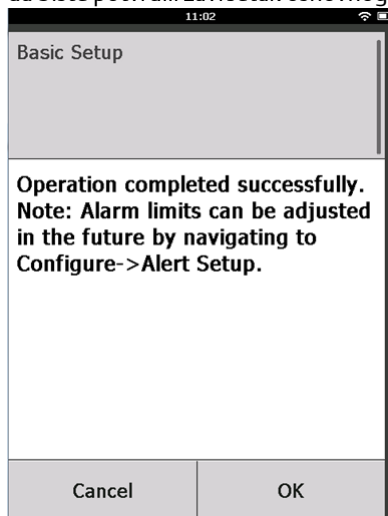 11:02
Basic Setup
Operation completed successfully.
Note: Alarm limits can be adjusted
in the future by navigating to
Configure->Alert Setup.
Cancel OK